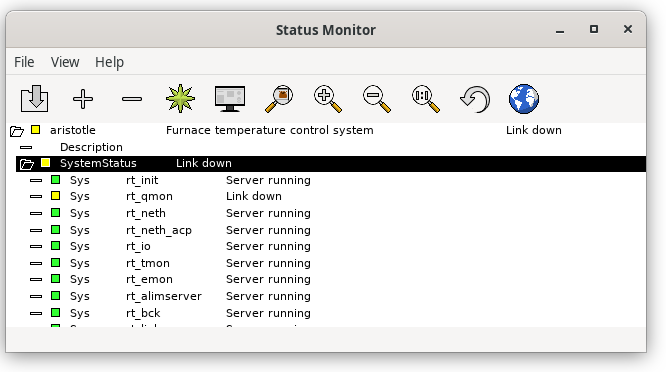 Status Monitor
File View Help
1:1
aristotle Furnace temperature control system Link down
Description
SystemStatus Link down
Sys rt_init Server running
Sys rt_qmon Link down
Sys rt_neth Server running
Sys rt_neth_acp Server running
Sys rt_io Server running
Sys rt_tmon Server running
Sys rt_emon Server running
Sys rt_alimserver Server running
Sys rt_bck Server running